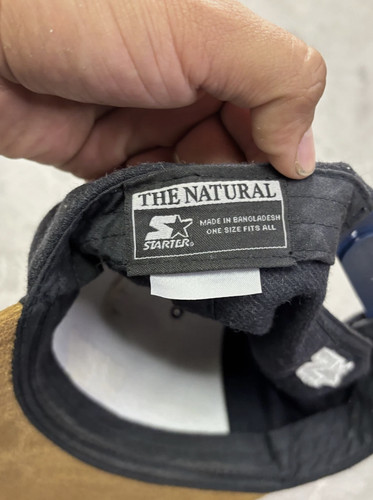 THE NATURAL
MADE IN BANGLADESH
ONE SIZE FITS ALL
STARTER